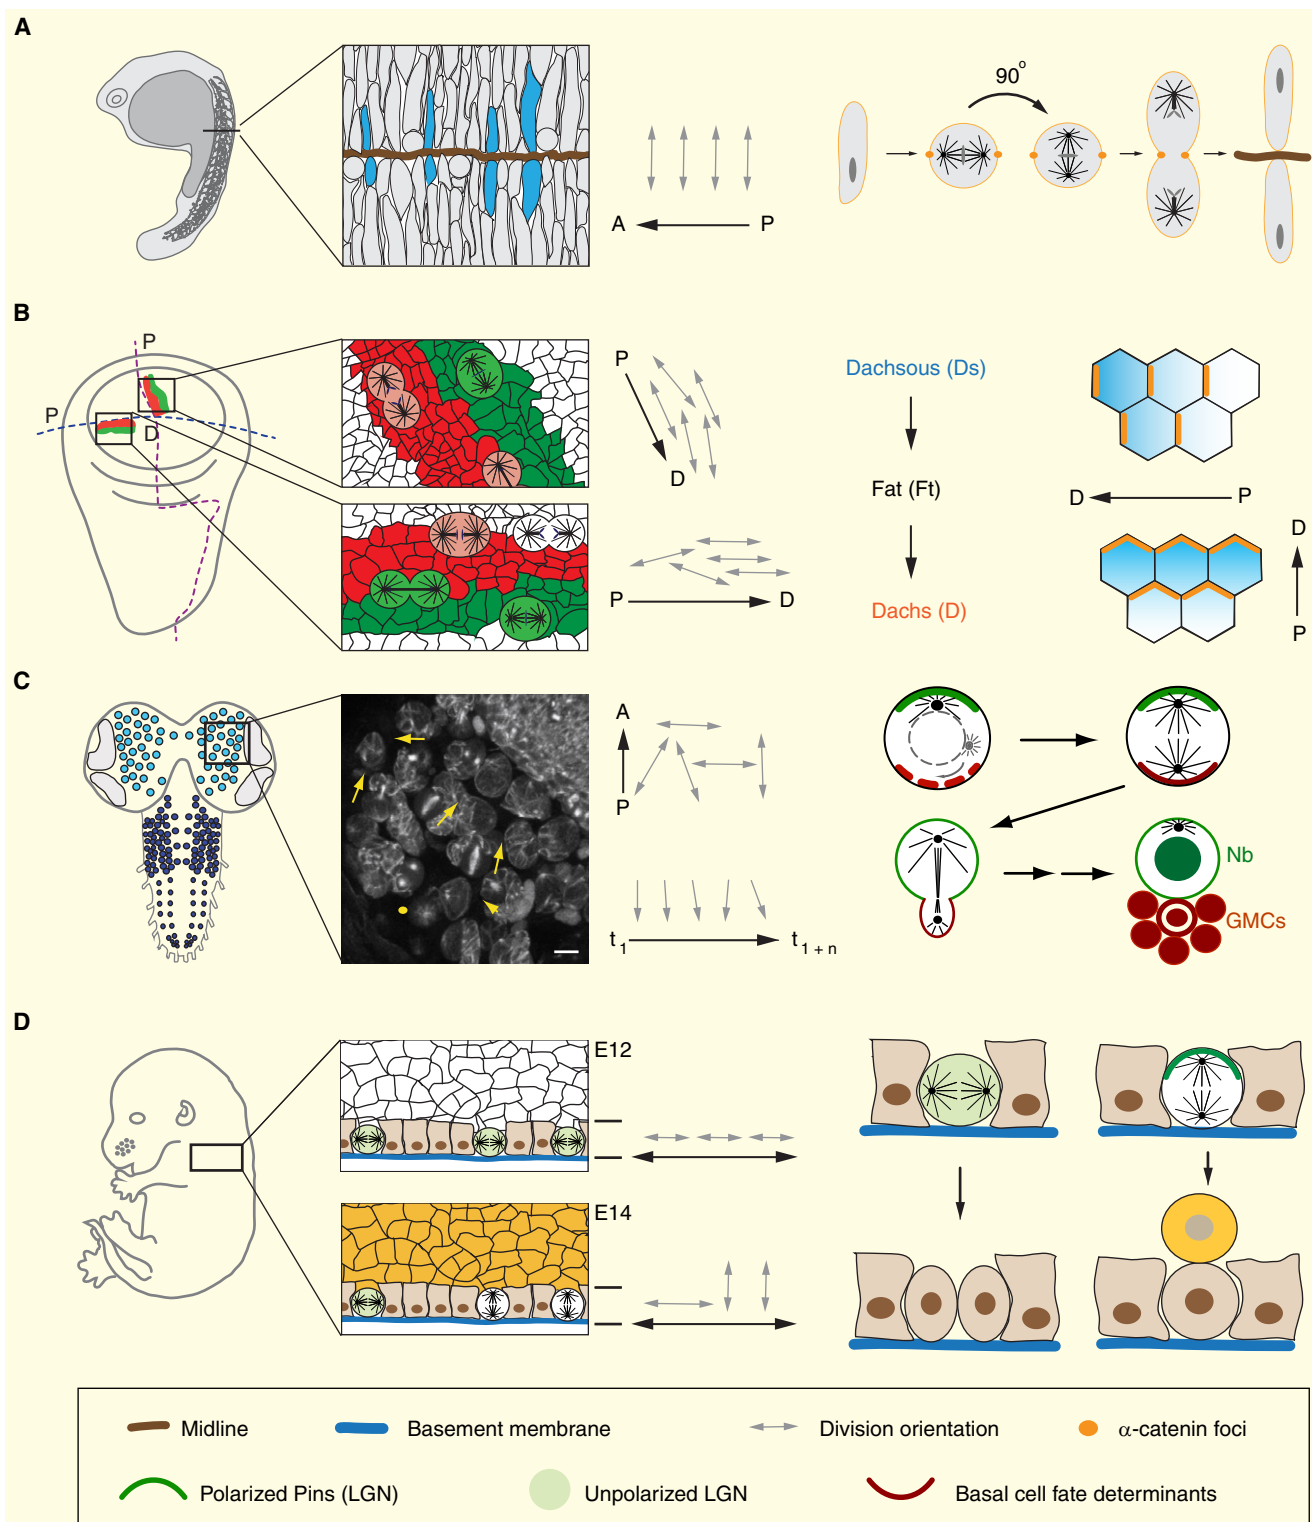 A
90°
A P
B
P
P
D
P
D
Dachsous (Ds)
Fat (Ft)
Dachs (D)
D P
D
P
P D
C
A
P
t1 t1 + n
Nb
GMCs
D
E12
E14
Midline
Basement membrane
Division orientation
α-catenin foci
Polarized Pins (LGN)
Unpolarized LGN
Basal cell fate determinants